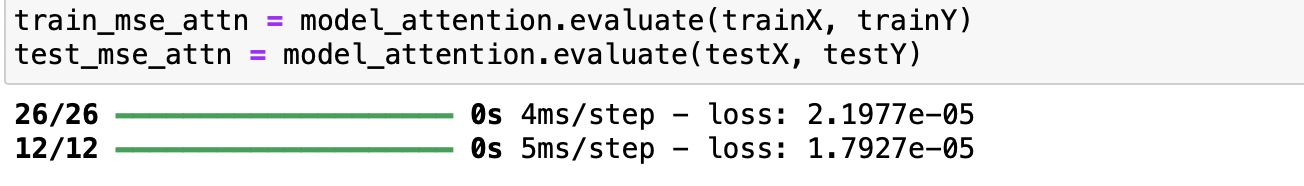 train_mse_attn = model_attention.evaluate(trainX, trainY)
test_mse_attn = model_attention.evaluate(testX, testY)
26/26 ━━━━━━━━━━━━━━━━━━━━ 0s 4ms/step - loss: 2.1977e-05
12/12 ━━━━━━━━━━━━━━━━━━━━ 0s 5ms/step - loss: 1.7927e-05